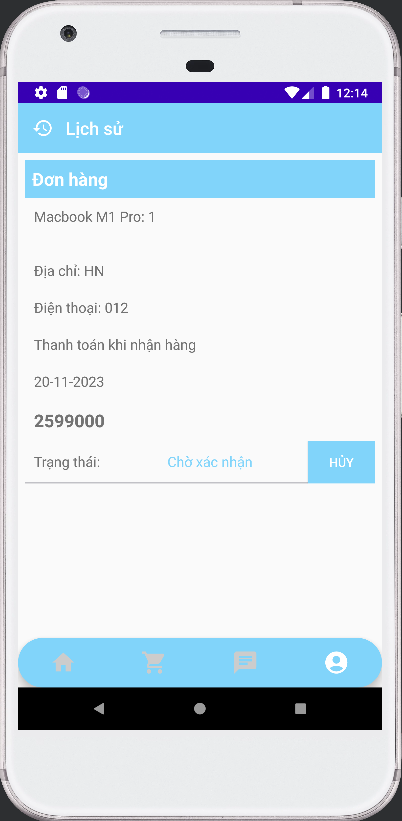 12:14
Lịch sử
Đơn hàng
Macbook M1 Pro: 1
Địa chỉ: HN
Điện thoại: 012
Thanh toán khi nhận hàng
20-11-2023
2599000
Trạng thái: Chờ xác nhận HỦY